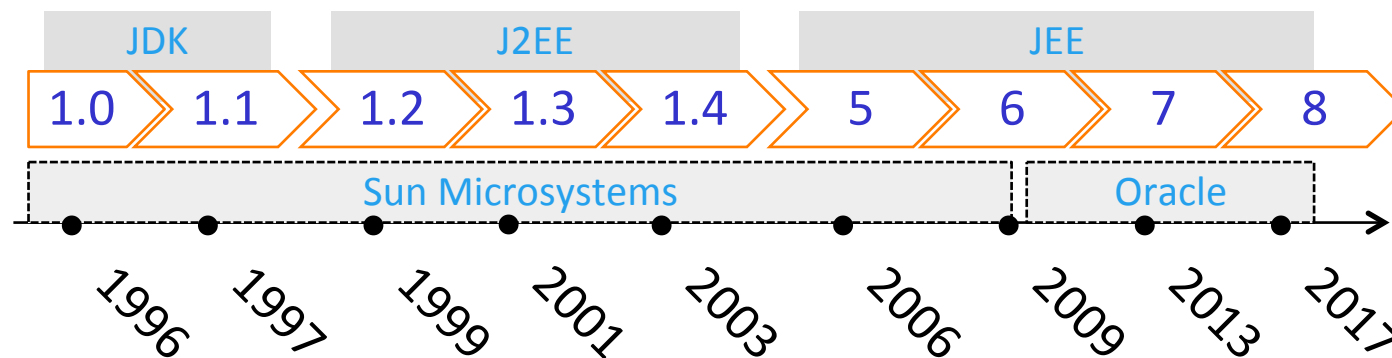 JDK J2EE JEE
1.0 1.1 1.2 1.3 1.4 5 6 7 8
Sun Microsystems Oracle
1996 1997 1999 2001 2003 2006 2009 2013 2017